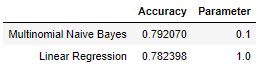 Accuracy Parameter
Multinomial Naive Bayes 0.792070 0.1
Linear Regression 0.782398 1.0